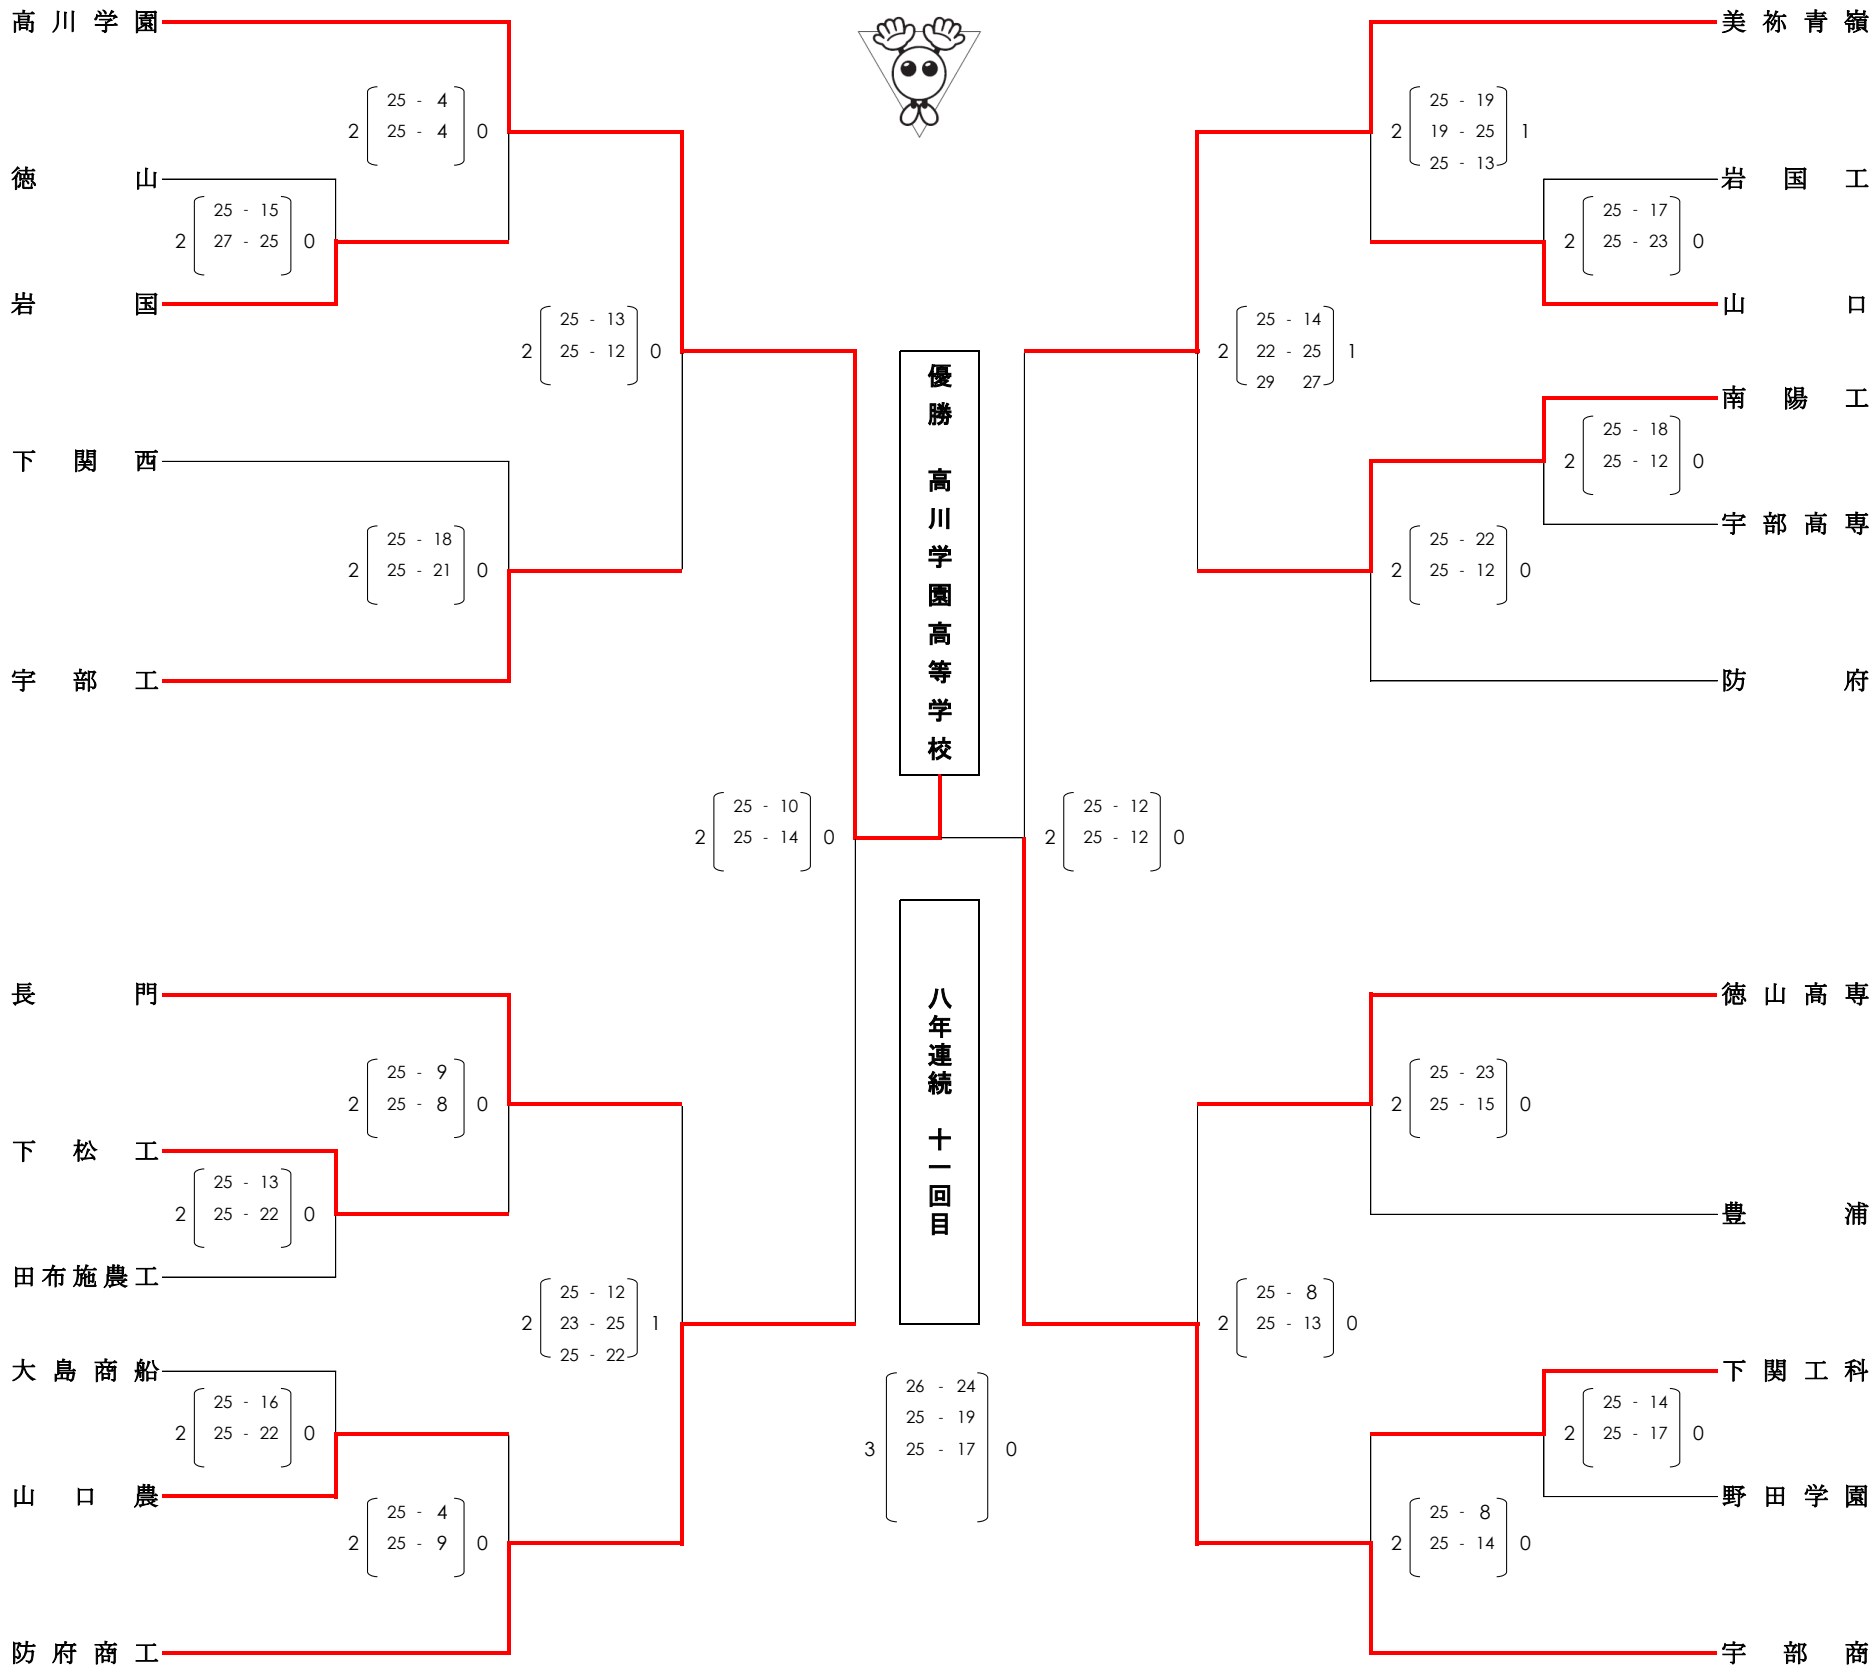 高川学園
2 25 - 4 0
25 - 4
徳山
2 25 - 15 0
27 - 25
岩国
2 25 - 13 0
25 - 12
下関西
2 25 - 18 0
25 - 21
宇部工
2 25 - 10 0
25 - 14
長門
2 25 - 9 0
25 - 8
下松工
2 25 - 13 0
25 - 22
田布施農工
2 25 - 12 1
23 - 25
25 - 22
大島商船
2 25 - 16 0
25 - 22
山口農
2 25 - 4 0
25 - 9
防府商工
優勝 高川学園高等学校
八年連続 十一回目
26 - 24
25 - 19
3 25 - 17 0
美祢青嶺
25 - 19
2 19 - 25 1
25 - 13
岩国工
2 25 - 17 0
25 - 23
山口
25 - 14
2 22 - 25 1
29 27
南陽工
2 25 - 18 0
25 - 12
宇部高専
2 25 - 22 0
25 - 12
防府
2 25 - 12 0
25 - 12
徳山高専
2 25 - 23 0
25 - 15
豊浦
2 25 - 8 0
25 - 13
下関工科
2 25 - 14 0
25 - 17
野田学園
2 25 - 8 0
25 - 14
宇部商